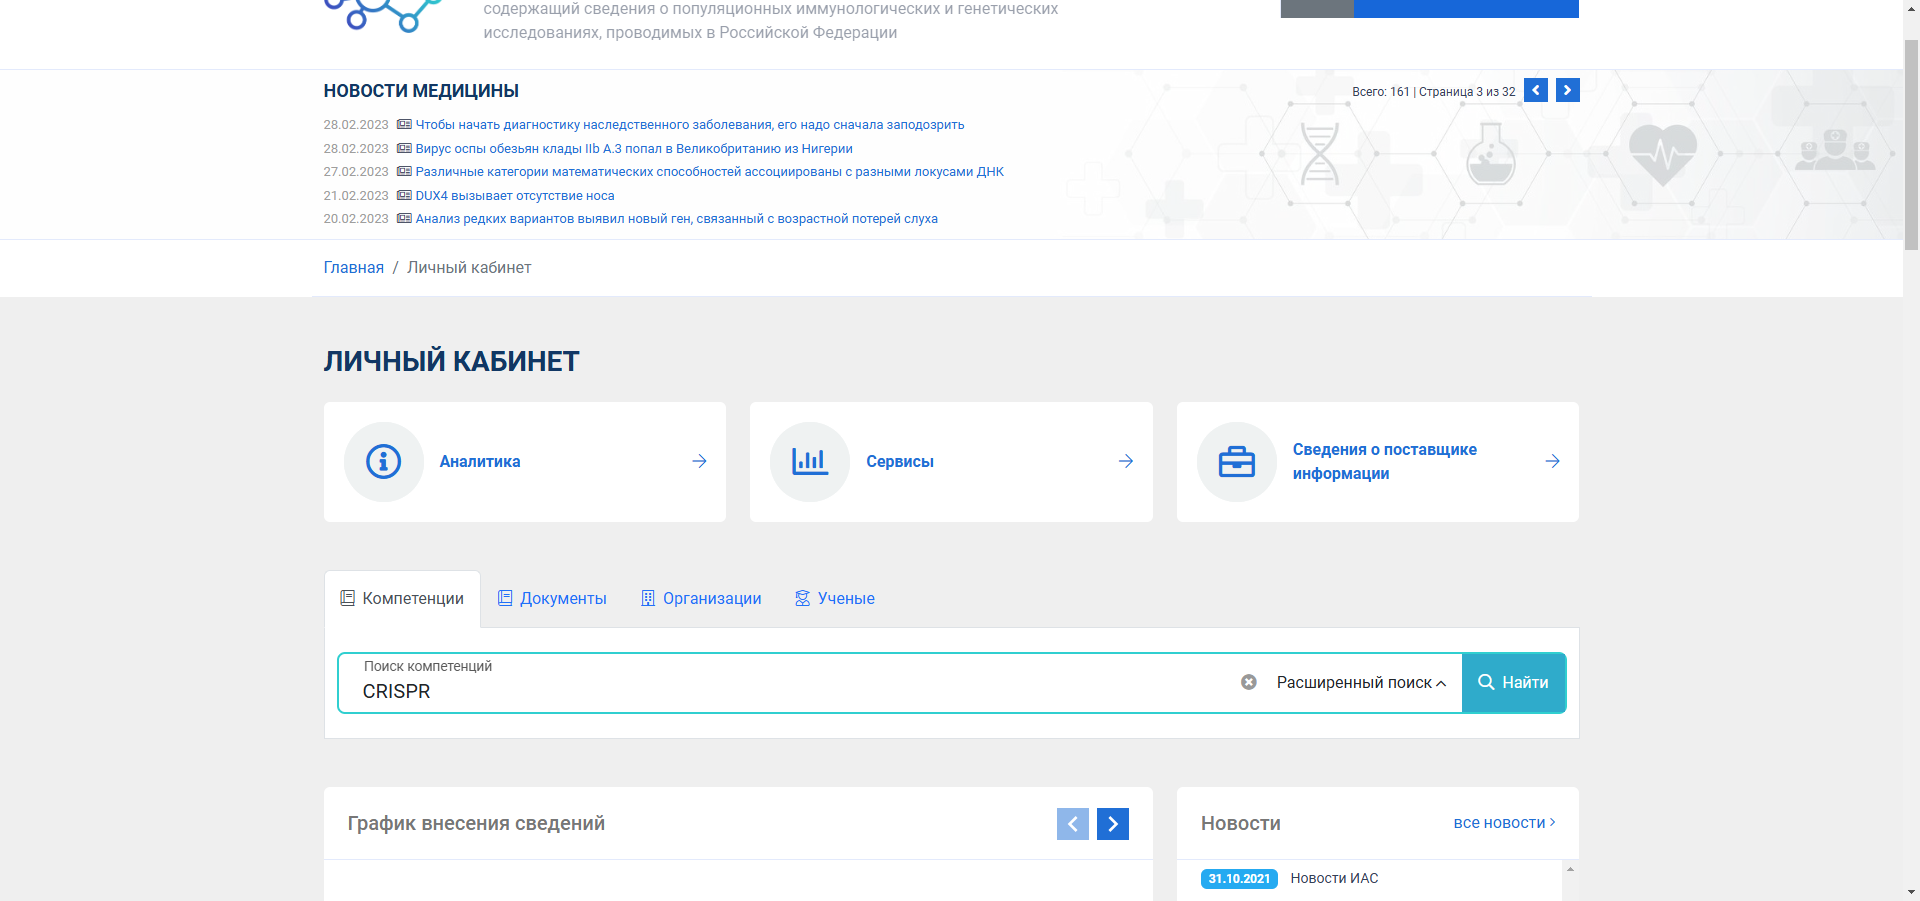 содержащий сведения о популяционных иммунологических и генетических
исследованиях, проводимых в Российской Федерации
НОВОСТИ МЕДИЦИНЫ
Всего: 161 | Страница 3 из 32
28.02.2023 Чтобы начать диагностику наследственного заболевания, его надо сначала заподозрить
28.02.2023 Вирус оспы обезьян клады IIb A.3 попал в Великобританию из Нигерии
27.02.2023 Различные категории математических способностей ассоциированы с разными локусами ДНК
21.02.2023 DUX4 вызывает отсутствие носа
20.02.2023 Анализ редких вариантов выявил новый ген, связанный с возрастной потерей слуха
Главная / Личный кабинет
ЛИЧНЫЙ КАБИНЕТ
Аналитика
Сервисы
Сведения о поставщике
информации
Компетенции
Документы
Организации
Ученые
Поиск компетенций
CRISPR
Расширенный поиск
Найти
График внесения сведений
Новости
все новости
31.10.2021 Новости ИАС